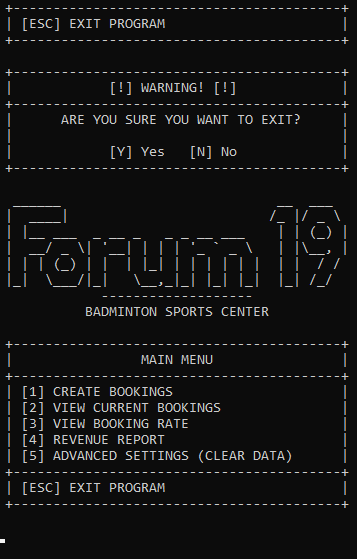 [ESC] EXIT PROGRAM
[!] WARNING! [!]
ARE YOU SURE YOU WANT TO EXIT?
[Y] Yes [N] No
Forum19
BADMINTON SPORTS CENTER
MAIN MENU
[1] CREATE BOOKINGS
[2] VIEW CURRENT BOOKINGS
[3] VIEW BOOKING RATE
[4] REVENUE REPORT
[5] ADVANCED SETTINGS (CLEAR DATA)
[ESC] EXIT PROGRAM